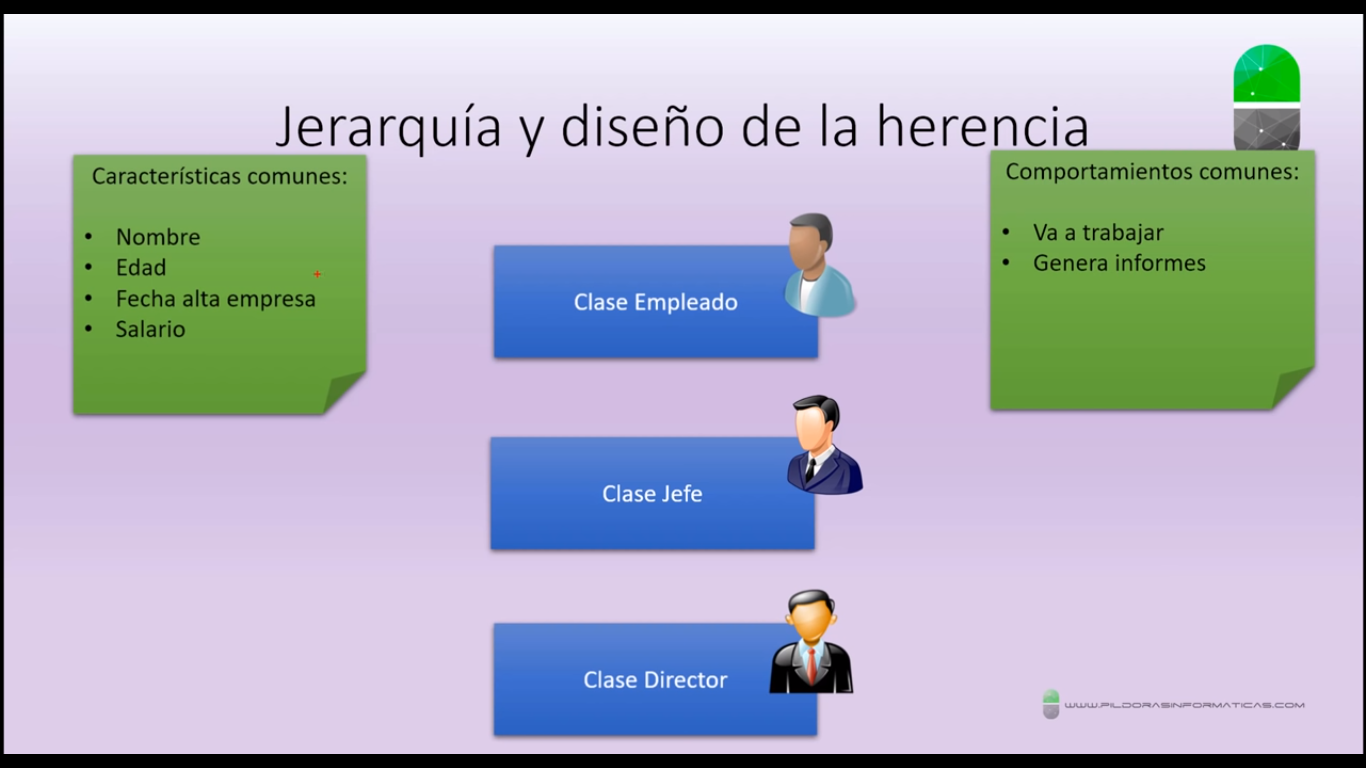 Jerarquía y diseño de la herencia
Características comunes:
• Nombre
• Edad
• Fecha alta empresa
• Salario
Comportamientos comunes:
• Va a trabajar
• Genera informes
Clase Empleado
Clase Jefe
Clase Director
WWW.PILDORASINFORMATICAS.COM